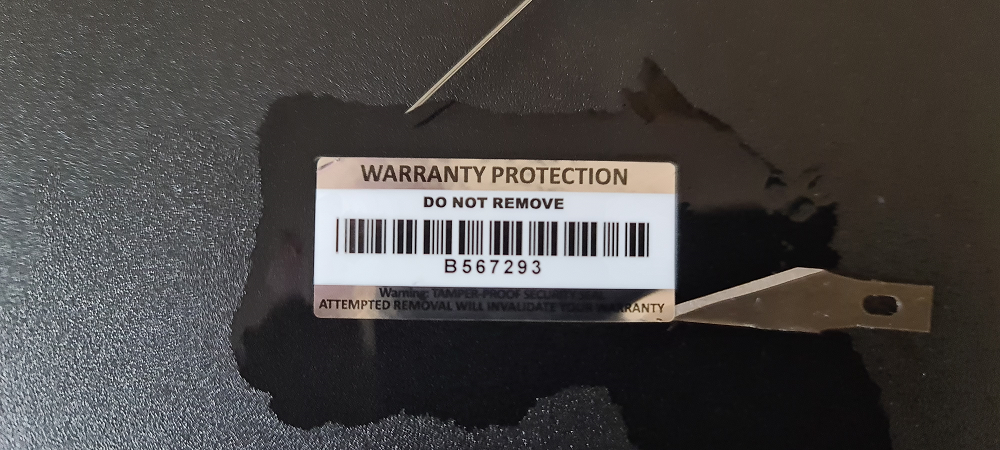 WARRANTY PROTECTION
DO NOT REMOVE
B567293
Warning: TAMPER-PROOF SECURITY SEAL
ATTEMPTED REMOVAL WILL INVALIDATE YOUR WARRANTY